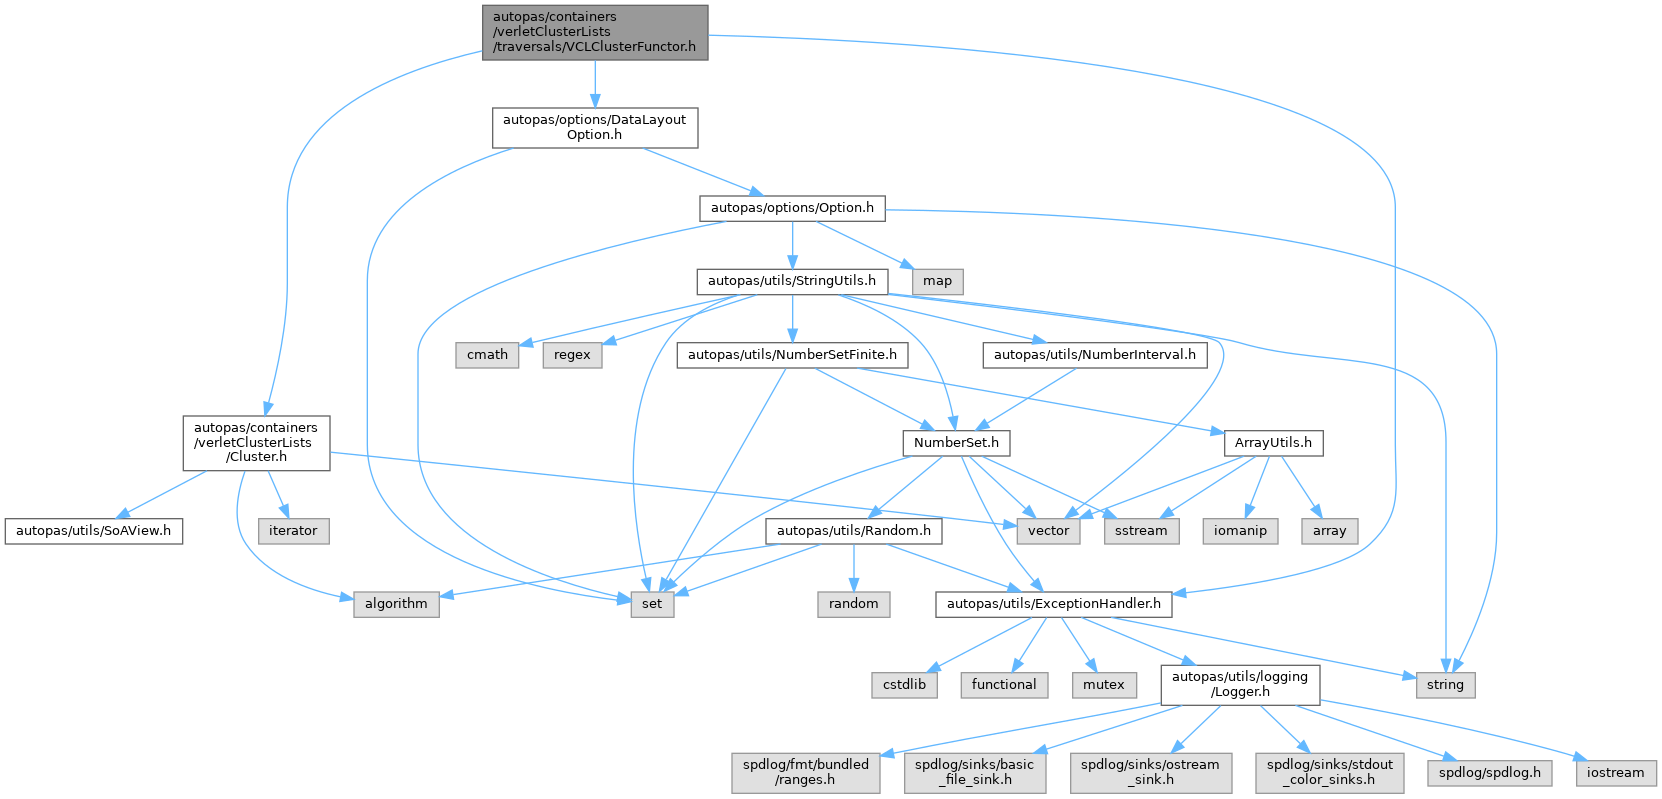 autopas/containers
/verletClusterLists
/traversals/VCLClusterFunctor.h
autopas/options/DataLayout
Option.h
autopas/options/Option.h
autopas/utils/StringUtils.h
map
cmath
regex
autopas/utils/NumberSetFinite.h
autopas/utils/NumberInterval.h
autopas/containers
/verletClusterLists
/Cluster.h
NumberSet.h
ArrayUtils.h
autopas/utils/SoAView.h
iterator
autopas/utils/Random.h
vector
sstream
iomanip
array
algorithm
set
random
autopas/utils/ExceptionHandler.h
cstdlib
functional
mutex
autopas/utils/logging
/Logger.h
string
spdlog/fmt/bundled
/ranges.h
spdlog/sinks/basic
_file_sink.h
spdlog/sinks/ostream
_sink.h
spdlog/sinks/stdout
_color_sinks.h
spdlog/spdlog.h
iostream